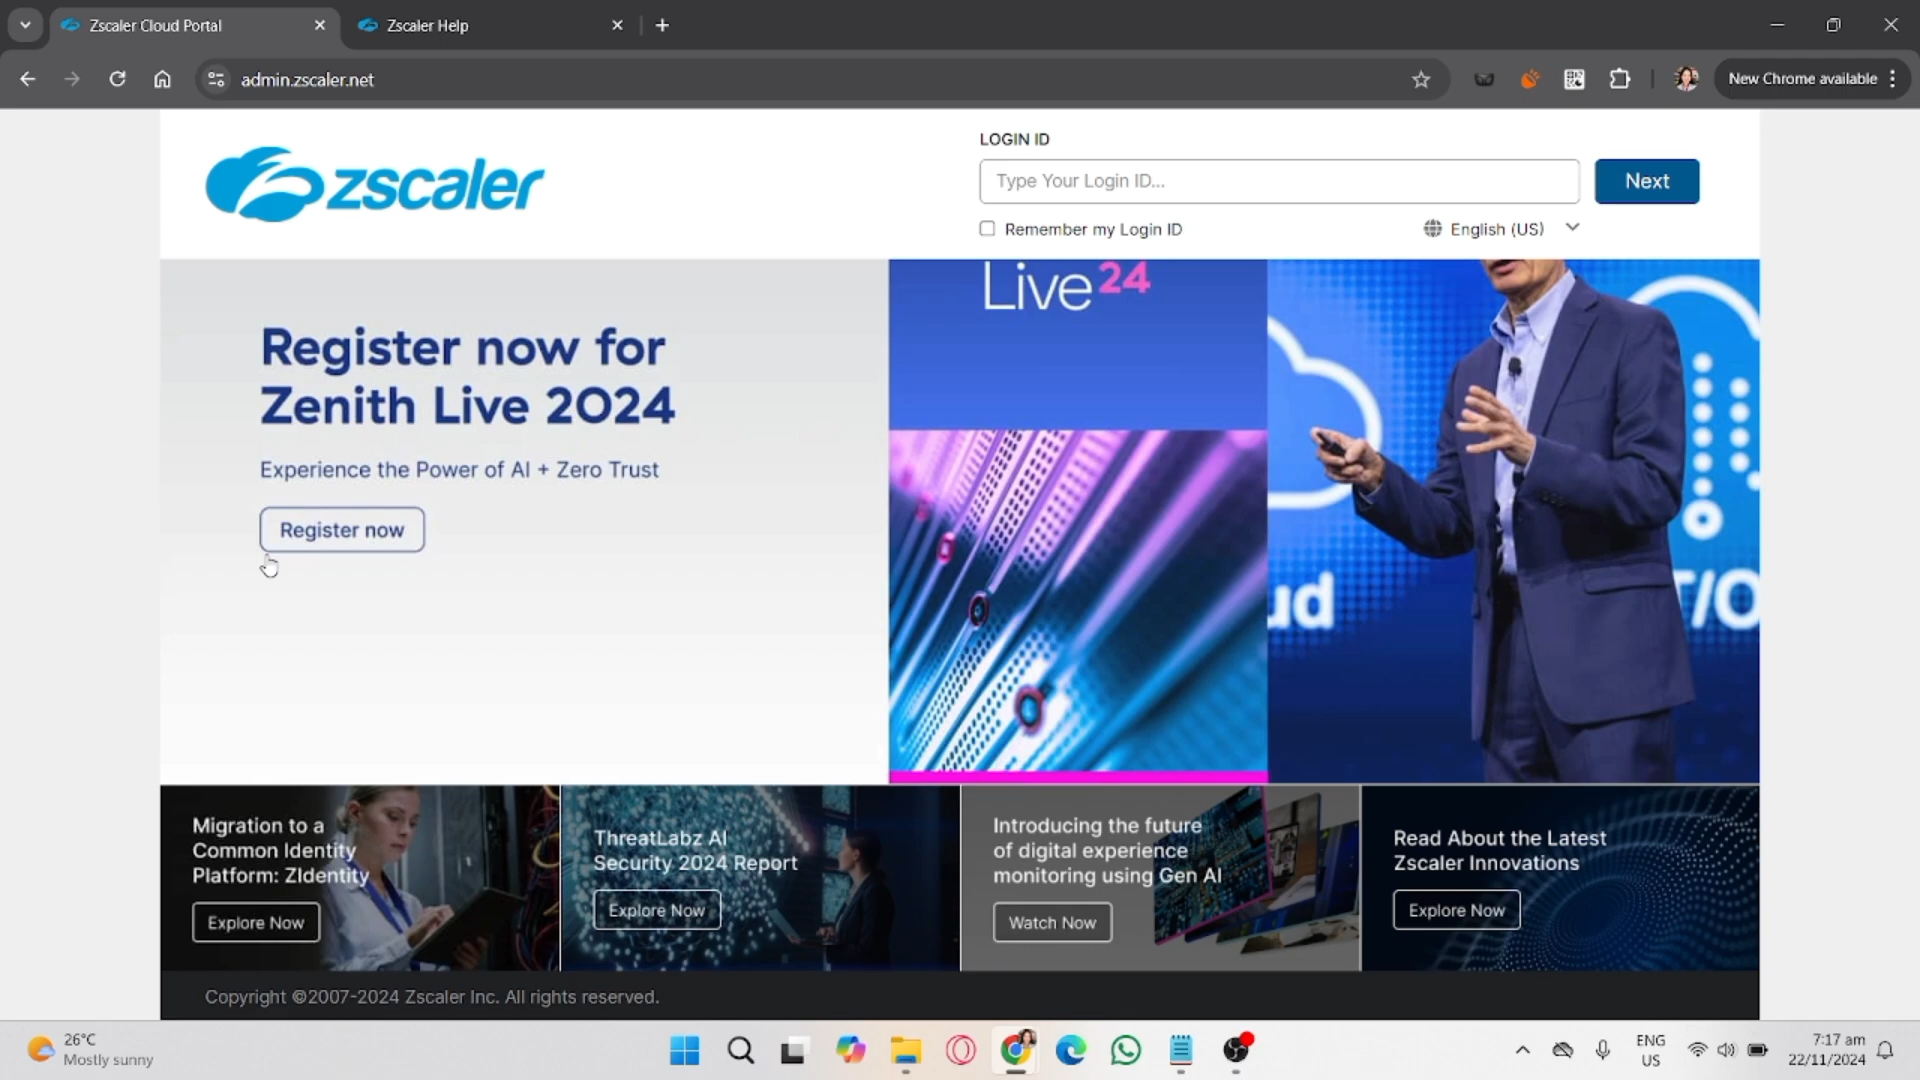 Zscaler Cloud Portal
Zscaler Help
admin.zscaler.net
New Chrome available
zscaler
LOGIN ID
Type Your Login ID...
Next
Remember my Login ID
English (US)
Register now for
Zenith Live 2024
Experience the Power of AI + Zero Trust
Register now
Live24
ud
T/O
Migration to a
Common Identity
Platform: ZIdentity
Explore Now
ThreatLabz AI
Security 2024 Report
Explore Now
Introducing the future
of digital experience
monitoring using Gen AI
Watch Now
Read About the Latest
Zscaler Innovations
Explore Now
Copyright ©2007-2024 Zscaler Inc. All rights reserved.
26°C
Mostly sunny
ENG
US
7:17 am
22/11/2024